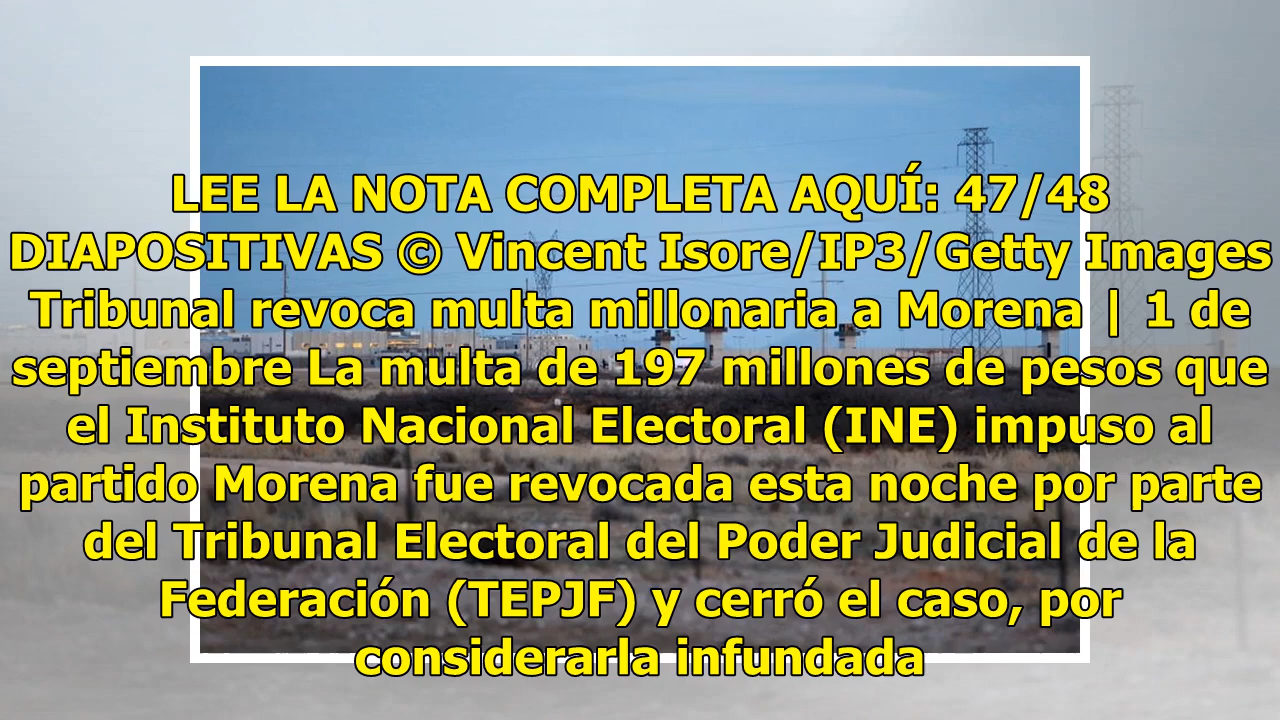 LEE LA NOTA COMPLETA AQUÍ: 47/48
DIAPOSITIVAS © Vincent Isore/IP3/Getty Images
Tribunal revoca multa millonaria a Morena | 1 de
septiembre La multa de 197 millones de pesos que
el Instituto Nacional Electoral (INE) impuso al
partido Morena fue revocada esta noche por parte
del Tribunal Electoral del Poder Judicial de la
Federación (TEPJF) y cerró el caso, por
considerarla infundada